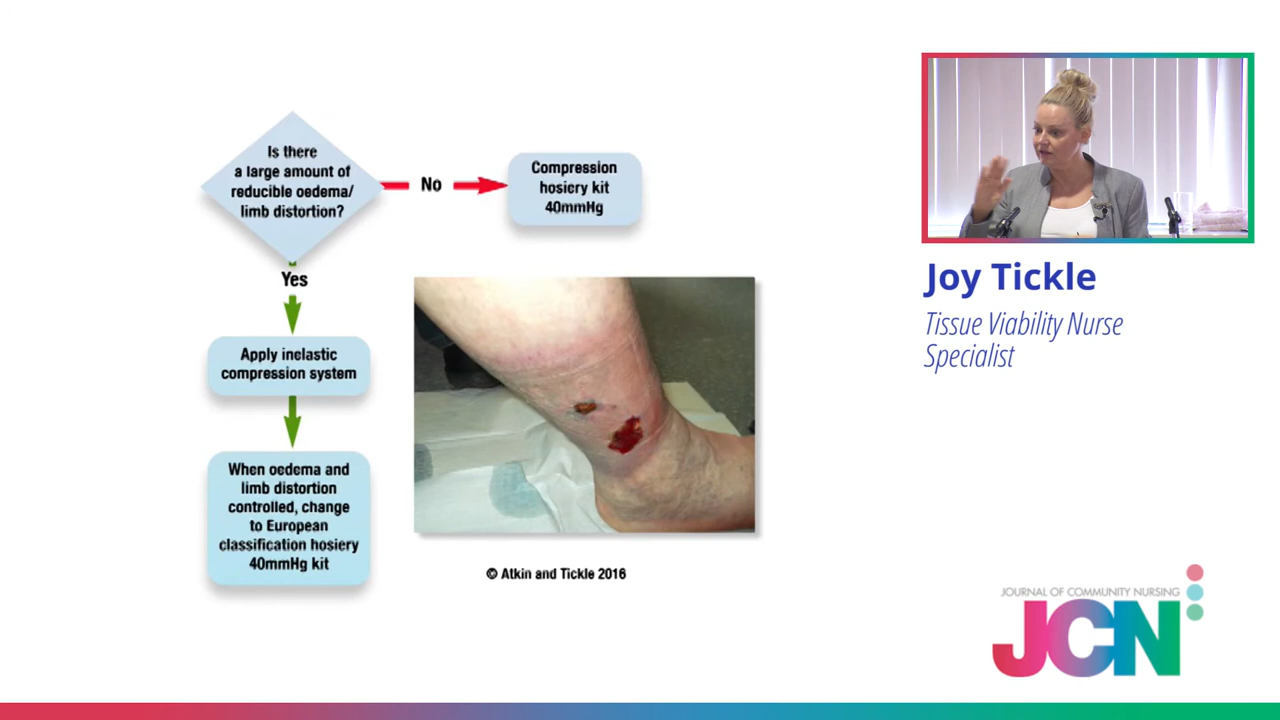 Is there
a large amount of
reducible oedema/
limb distortion?
No
Compression
hosiery kit
40mmHg
Yes
Apply inelastic
compression system
When oedema and
limb distortion
controlled, change
to European
classification hosiery
40mmHg kit
© Atkin and Tickle 2016
Joy Tickle
Tissue Viability Nurse
Specialist
JOURNAL OF COMMUNITY NURSING
JCN